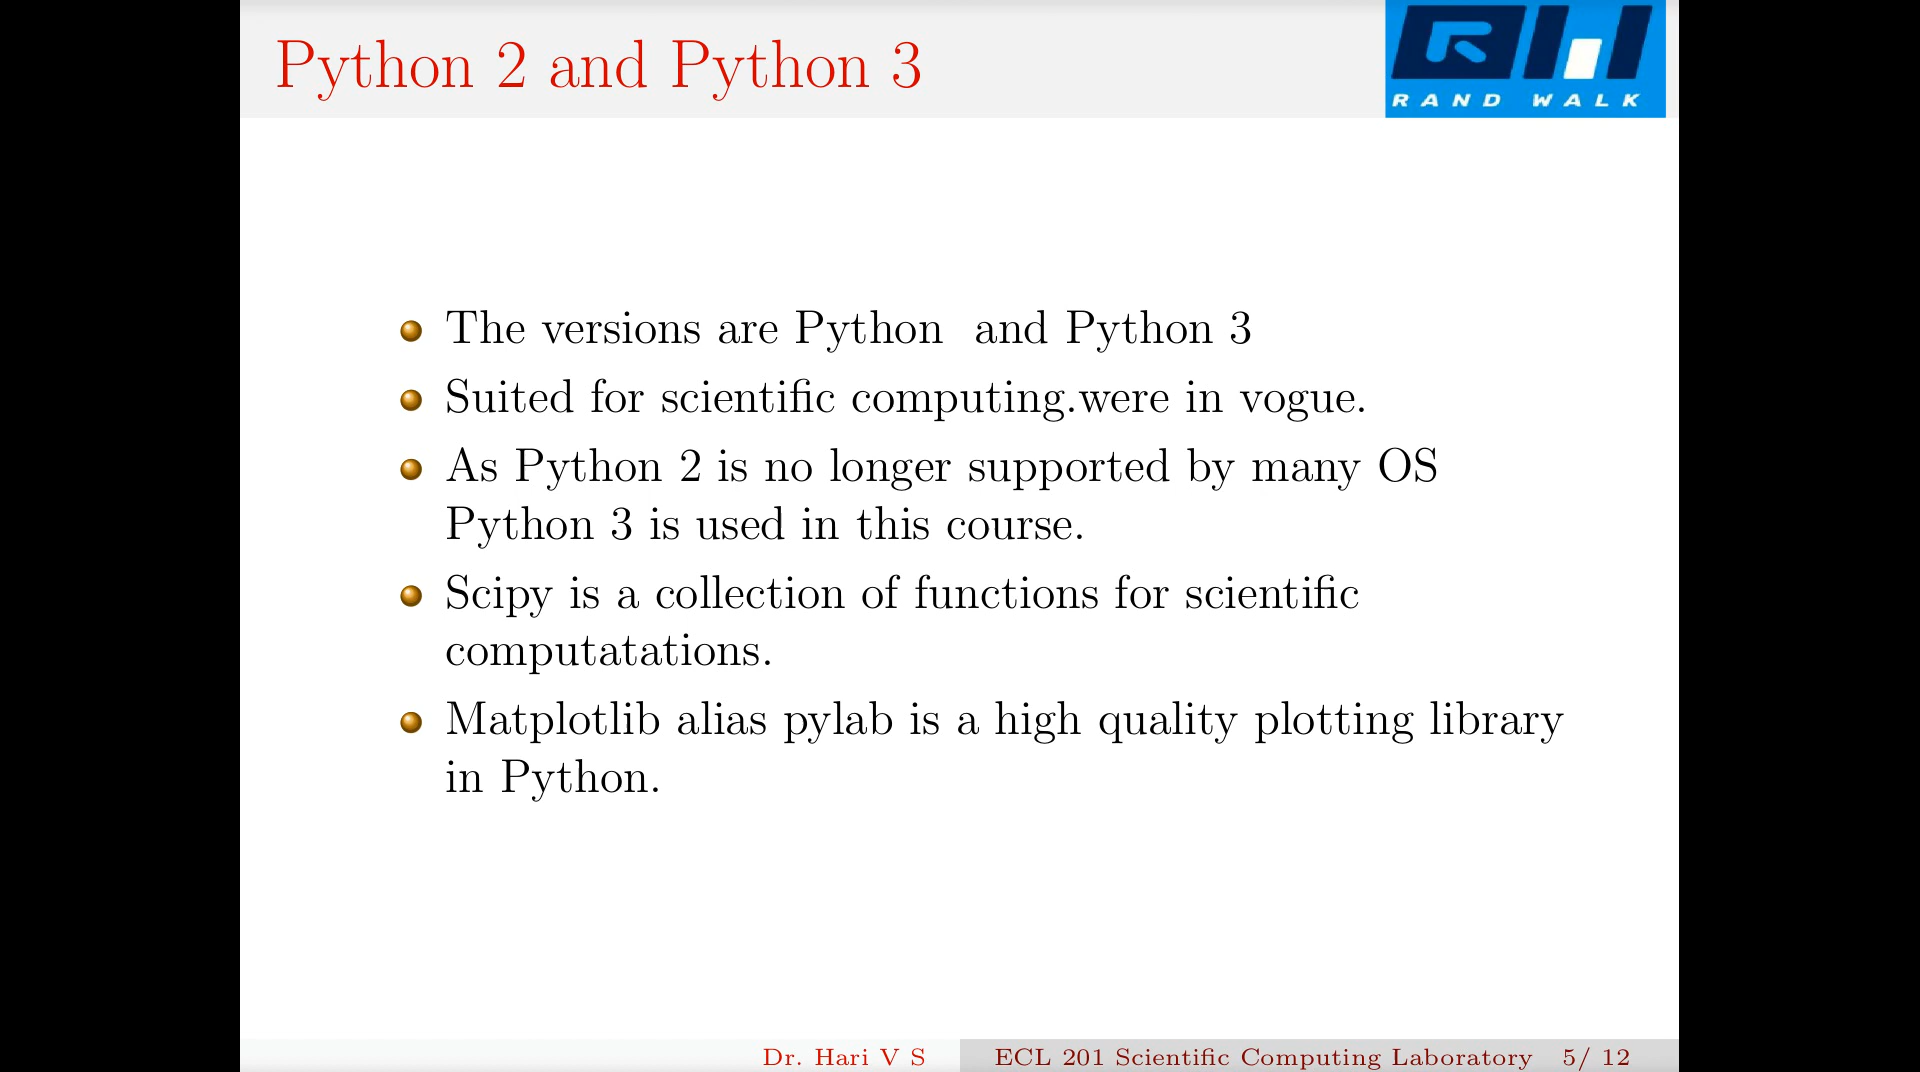 Python 2 and Python 3
RAND WALK
The versions are Python and Python 3
Suited for scientific computing.were in vogue.
As Python 2 is no longer supported by many OS
Python 3 is used in this course.
Scipy is a collection of functions for scientific
computatations.
Matplotlib alias pylab is a high quality plotting library
in Python.
Dr. Hari V S ECL 201 Scientific Computing Laboratory 5/ 12